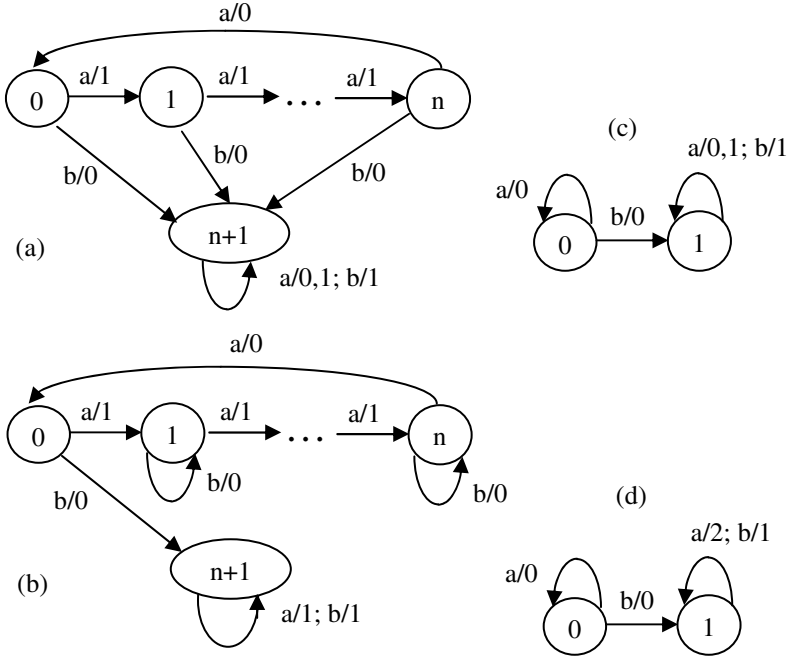 a/0
a/1
a/1
a/1
0
1
...
n
b/0
b/0
b/0
n+1
(a)
a/0,1; b/1
(c)
a/0
a/0,1; b/1
b/0
0
1
a/0
a/1
a/1
a/1
0
1
...
n
b/0
b/0
b/0
n+1
(b)
a/1; b/1
(d)
a/0
a/2; b/1
b/0
0
1